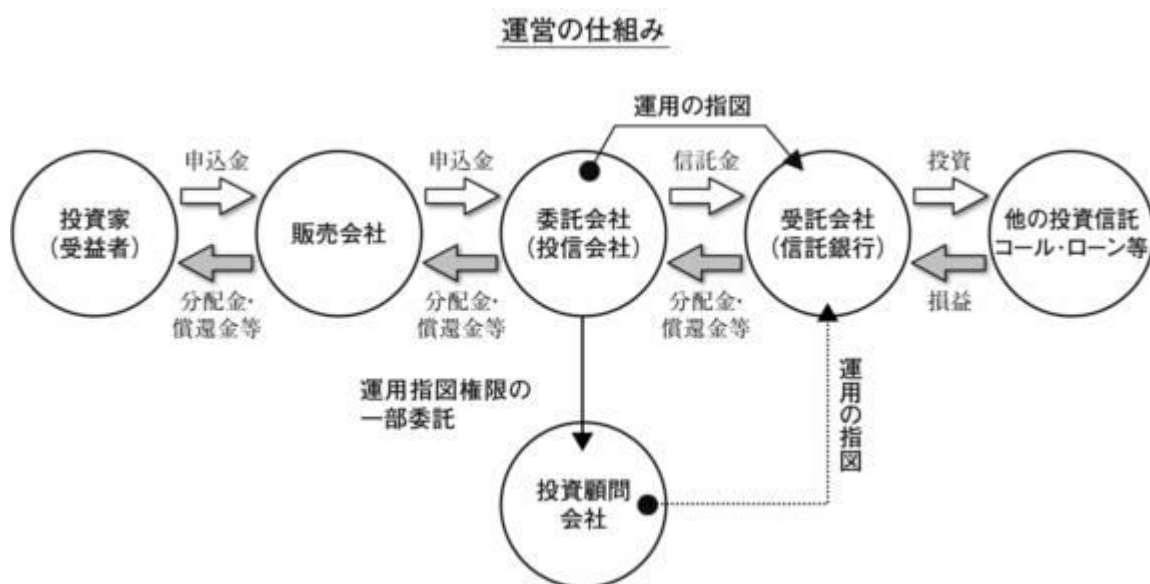 運営の仕組み
運用の指図
申込金
申込金
信託金
投資
投資家
(受益者)
販売会社
委託会社
(投信会社)
受託会社
(信託銀行)
他の投資信託
コール・ローン等
分配金・
償還金等
分配金・
償還金等
分配金・
償還金等
損益
運用指図権限の
一部委託
運用の指図
投資顧問
会社